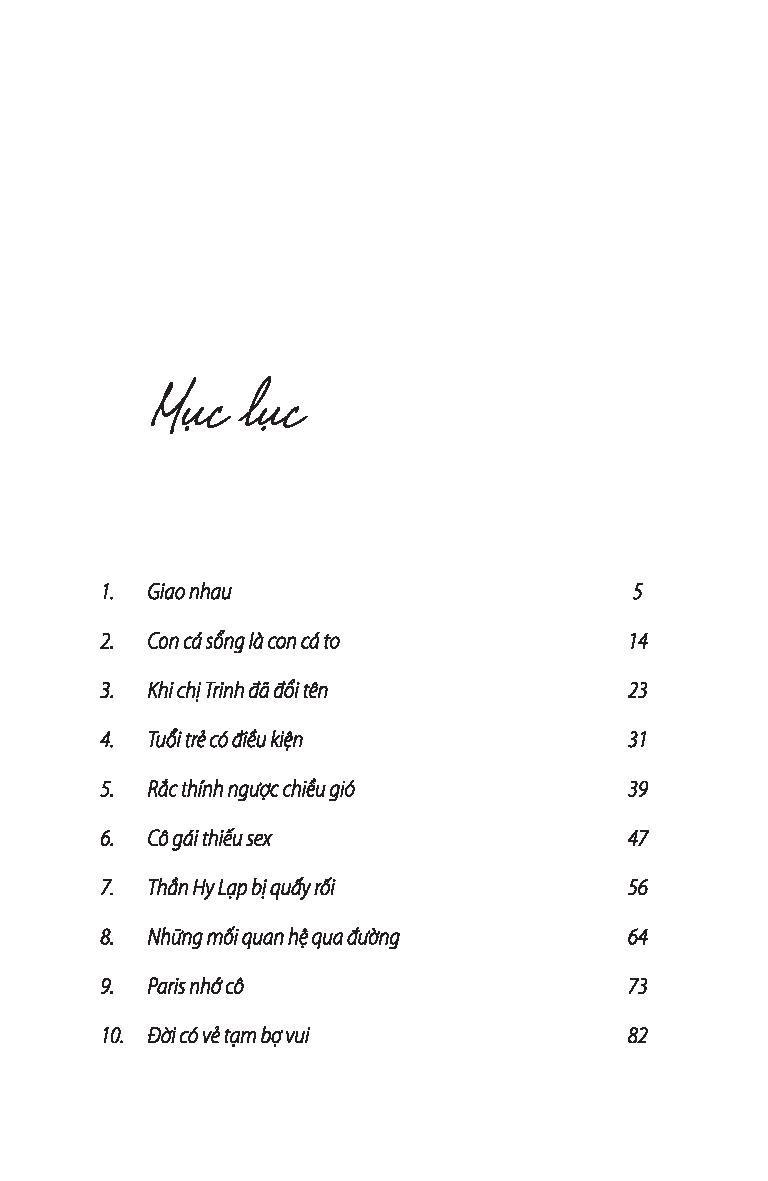 Mục lục
1. Giao nhau 5
2. Con cá sổng là con cá to 14
3. Khi chị Trinh đã đổi tên 23
4. Tuổi trẻ có điều kiện 31
5. Rắc thính ngược chiều gió 39
6. Cô gái thiếu sex 47
7. Thần Hy Lạp bị quấy rối 56
8. Những mối quan hệ qua đường 64
9. Paris nhớ cô 73
10. Đời có vẻ tạm bợ vui 82